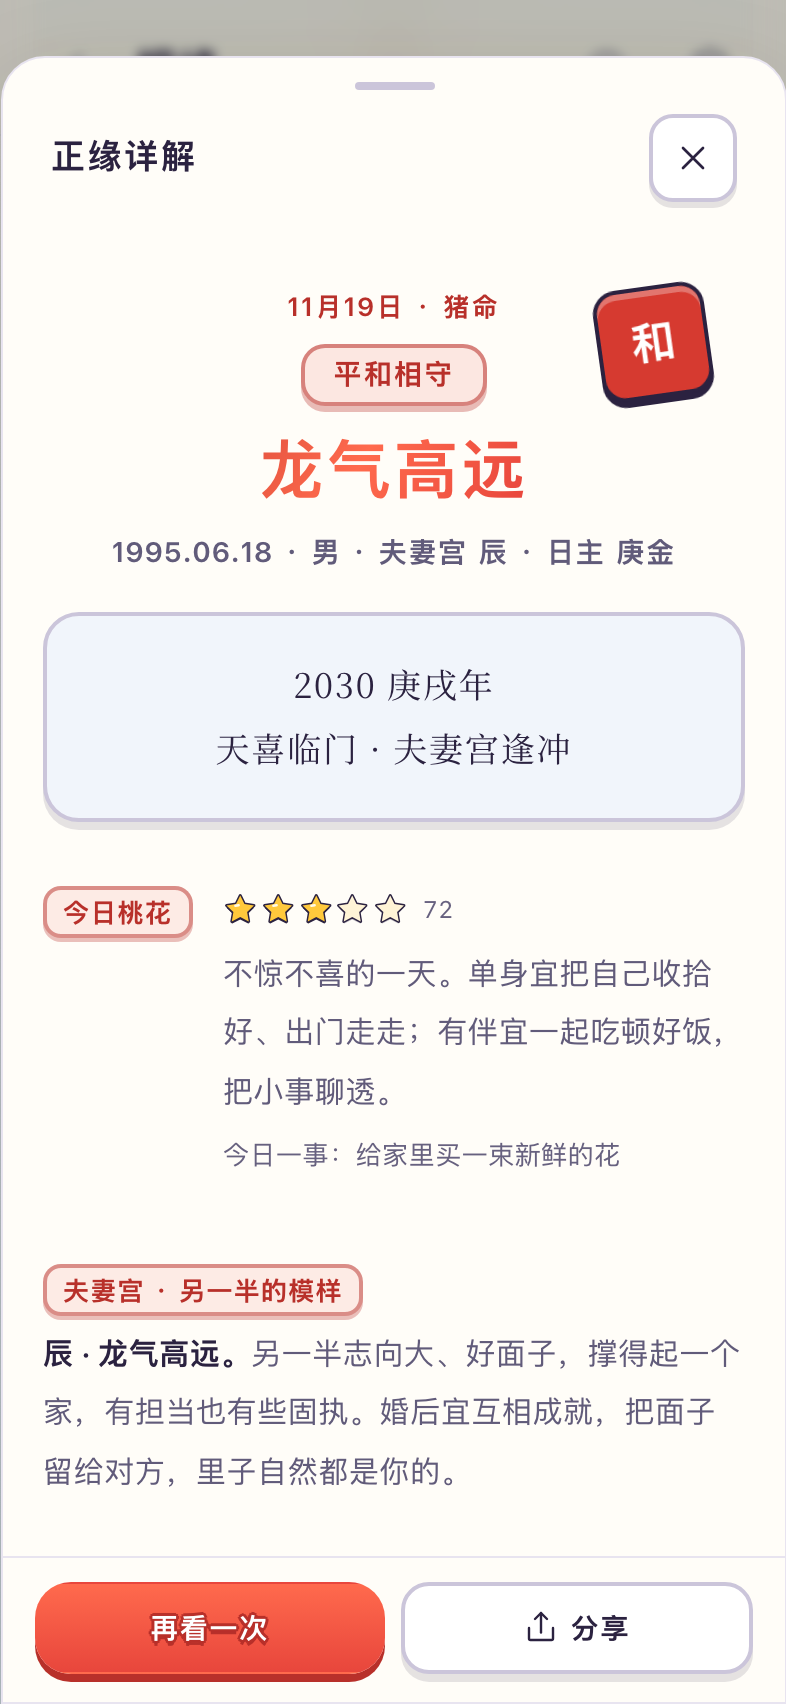 正缘详解
11月19日 · 猪命
和
平和相守
龙气高远
1995.06.18 · 男 · 夫妻宫 辰 · 日主 庚金
2030 庚戌年
天喜临门 · 夫妻宫逢冲
今日桃花
72
不惊不喜的一天。单身宜把自己收拾
好、出门走走；有伴宜一起吃顿好饭，
把小事聊透。
今日一事：给家里买一束新鲜的花
夫妻宫 · 另一半的模样
辰 · 龙气高远。另一半志向大、好面子，撑得起一个
家，有担当也有些固执。婚后宜互相成就，把面子
留给对方，里子自然都是你的。
再看一次
分享